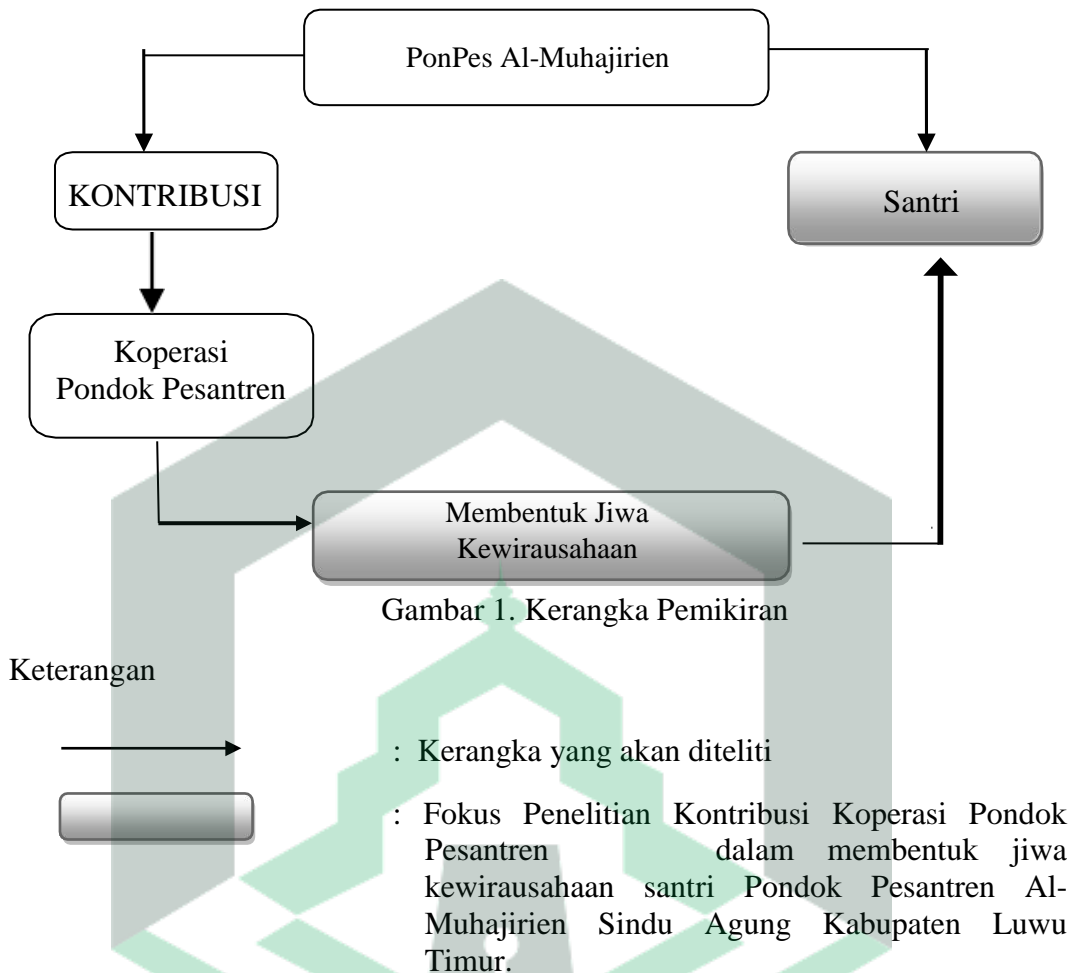 PonPes Al-Muhajirien
KONTRIBUSI
Santri
Koperasi
Pondok Pesantren
Membentuk Jiwa
Kewirausahaan
Gambar 1. Kerangka Pemikiran
Keterangan
: Kerangka yang akan diteliti
: Fokus Penelitian Kontribusi Koperasi Pondok
Pesantren dalam membentuk jiwa
kewirausahaan santri Pondok Pesantren Al-
Muhajirien Sindu Agung Kabupaten Luwu
Timur.